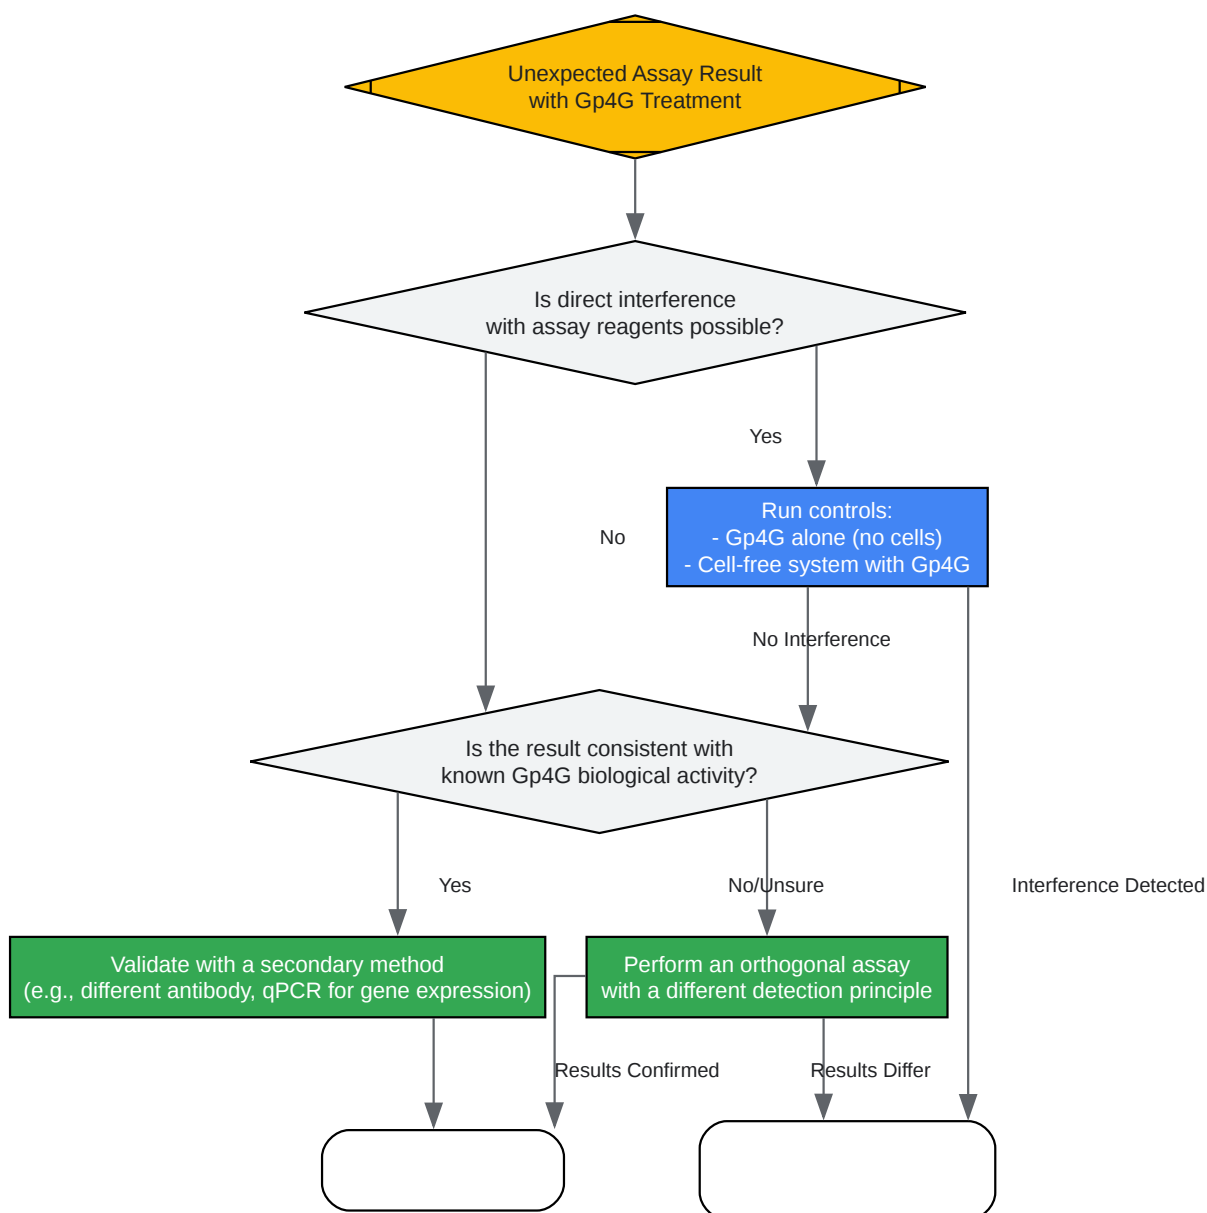 Unexpected Assay Result
with Gp4G Treatment
Is direct interference
with assay reagents possible?
Yes
No
Run controls:
- Gp4G alone (no cells)
- Cell-free system with Gp4G
No Interference
Is the result consistent with
known Gp4G biological activity?
Yes
No/Unsure
Interference Detected
Validate with a secondary method
(e.g., different antibody, qPCR for gene expression)
Perform an orthogonal assay
with a different detection principle
Results Confirmed
Results Differ